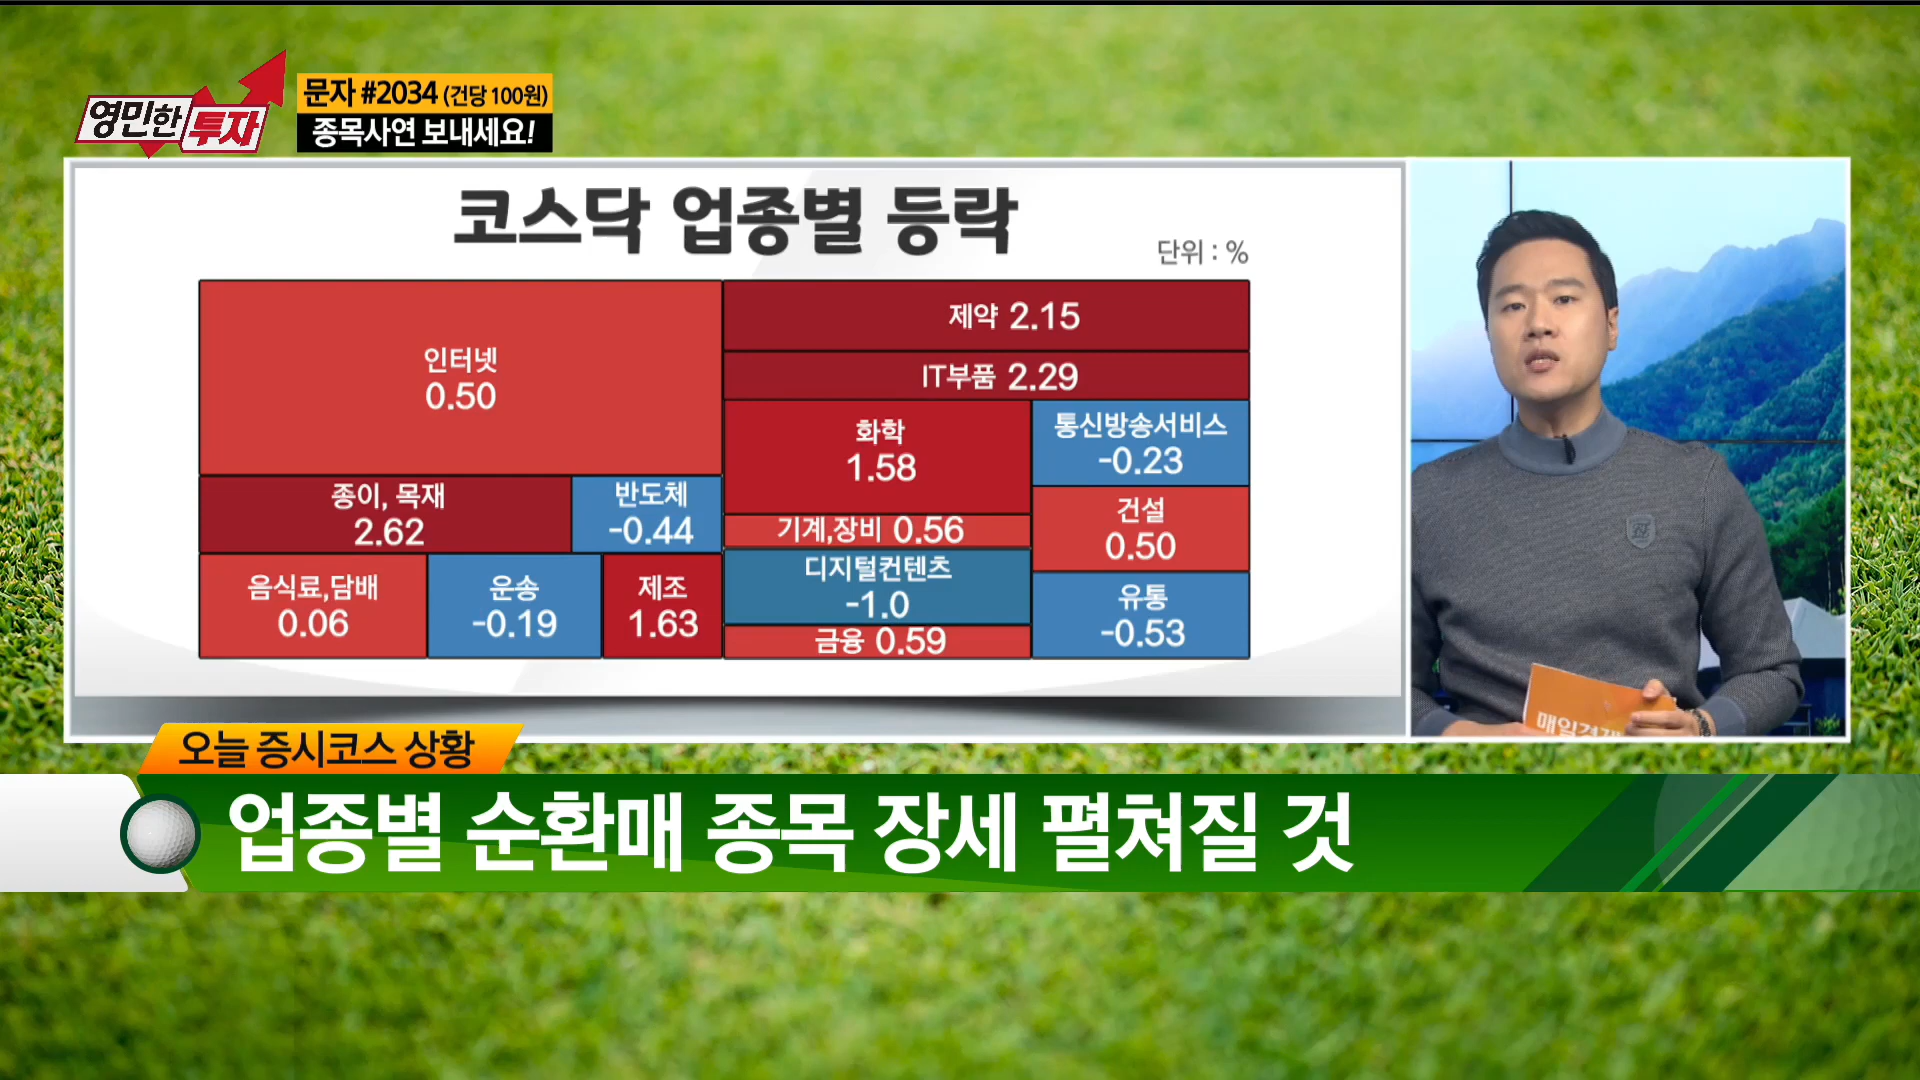 영민한 투자
문자 #2034 (건당 100원)
종목사연 보내세요!
코스닥 업종별 등락
단위 : %
인터넷
0.50
제약 2.15
IT부품 2.29
화학
1.58
통신방송서비스
-0.23
종이, 목재
2.62
반도체
-0.44
기계,장비 0.56
건설
0.50
디지털컨텐츠
-1.0
음식료,담배
0.06
운송
-0.19
제조
1.63
금융 0.59
유통
-0.53
매일경제
오늘 증시코스 상황
업종별 순환매 종목 장세 펼쳐질 것